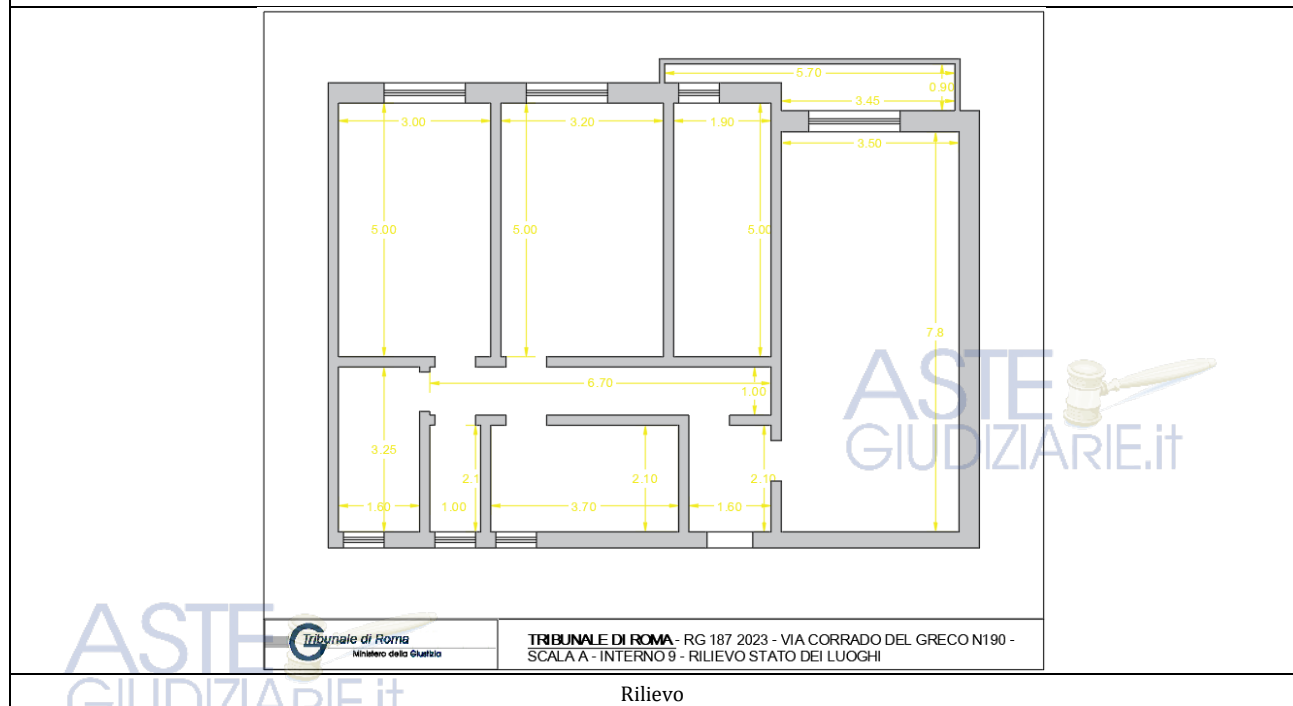 5.70
0.90
3.45
3.00
3.20
1.90
3.50
5.00
5.00
5.00
7.8
6.70
1.00
3.25
2.1
2.10
2.10
1.60
1.00
3.70
1.60
ASTE
GIUDIZIARIE.it
ASTE
GIUDIZIARIE.it
Tribunale di Roma
Ministero della Giustizia
TRIBUNALE DI ROMA - RG 187 2023 - VIA CORRADO DEL GRECO N190 -
SCALA A - INTERNO 9 - RILIEVO STATO DEI LUOGHI
Rilievo